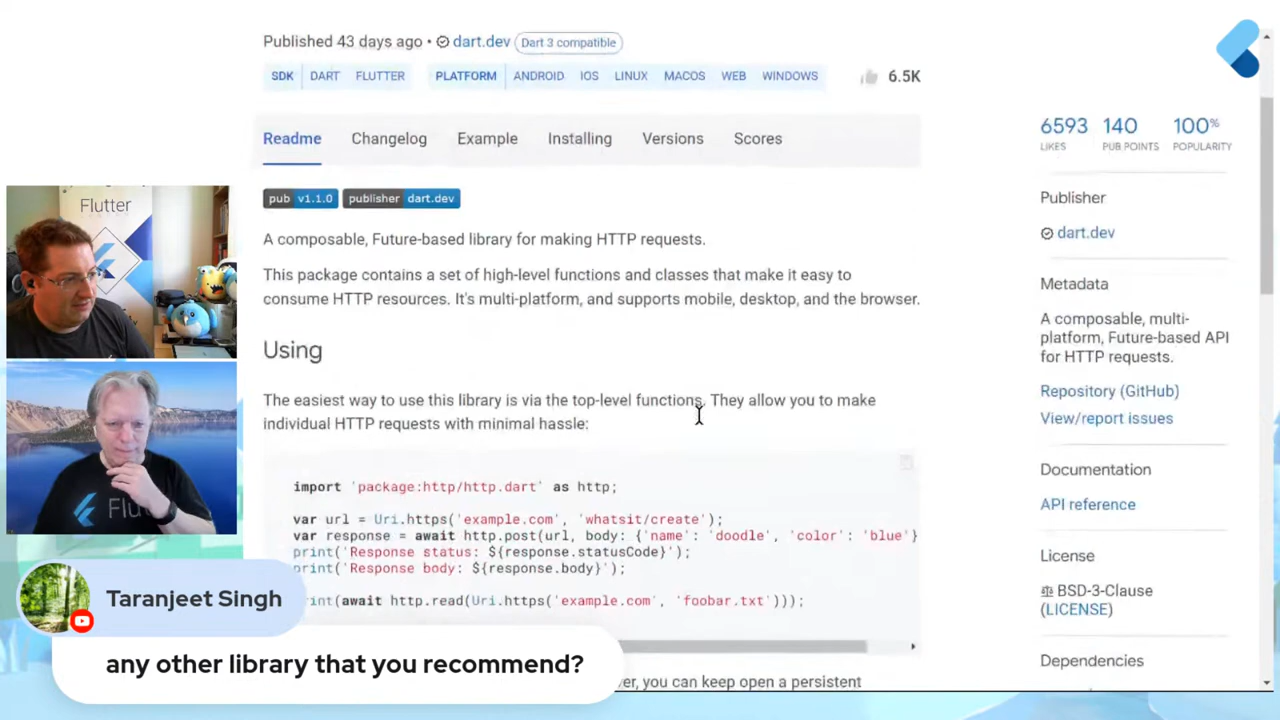 Published 43 days ago • dart.dev Dart 3 compatible
SDK DART FLUTTER PLATFORM ANDROID IOS LINUX MACOS WEB WINDOWS 6.5K
Readme Changelog Example Installing Versions Scores
pub v1.1.0 publisher dart.dev
A composable, Future-based library for making HTTP requests.
This package contains a set of high-level functions and classes that make it easy to
consume HTTP resources. It's multi-platform, and supports mobile, desktop, and the browser.
Using
The easiest way to use this library is via the top-level functions. They allow you to make
individual HTTP requests with minimal hassle:
import 'package:http/http.dart' as http;
var url = Uri.https('example.com', 'whatsit/create');
var response = await http.post(url, body: {'name': 'doodle', 'color': 'blue'}
print('Response status: ${response.statusCode}');
print('Response body: ${response.body}');
rint(await http.read(Uri.https('example.com', 'foobar.txt')));
er, you can keep open a persistent
6593 140 100%
LIKES PUB POINTS POPULARITY
Publisher
dart.dev
Metadata
A composable, multi-
platform, Future-based API
for HTTP requests.
Repository (GitHub)
View/report issues
Documentation
API reference
License
BSD-3-Clause
(LICENSE)
Dependencies
Flutter
Flu
Taranjeet Singh
any other library that you recommend?